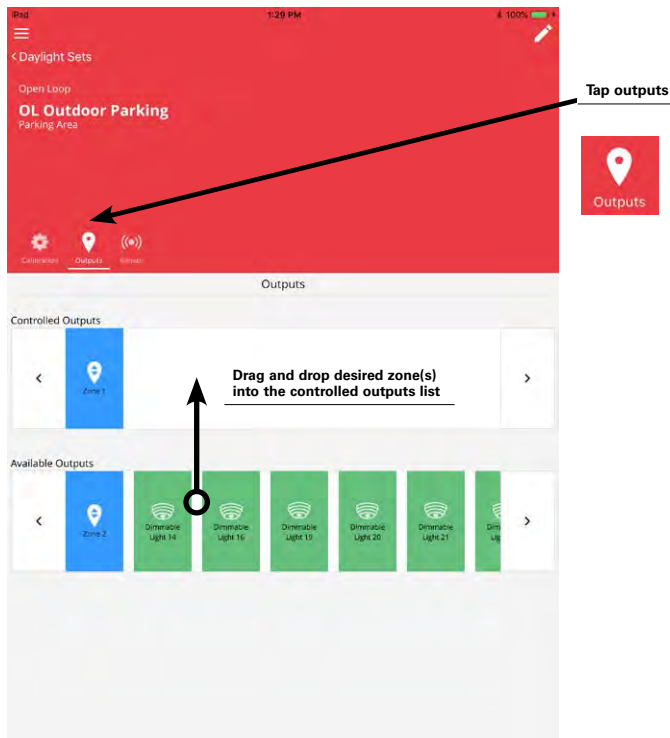 iPad 1:29 PM 100%
< Daylight Sets
Open Loop
OL Outdoor Parking
Parking Area
Tap outputs
Outputs
Calibration Outputs Sensor
Outputs
Controlled Outputs
Zone 1
Drag and drop desired zone(s)
into the controlled outputs list
Available Outputs
Zone 2
Dimmable
Light 14
Dimmable
Light 16
Dimmable
Light 19
Dimmable
Light 20
Dimmable
Light 21